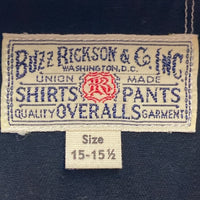 BUZZ RICKSON & Co. INC
WASHINGTON, D.C.
UNION MADE
SHIRTS PANTS
QUALITY OVERALLS GARMENT
Size
15-15½